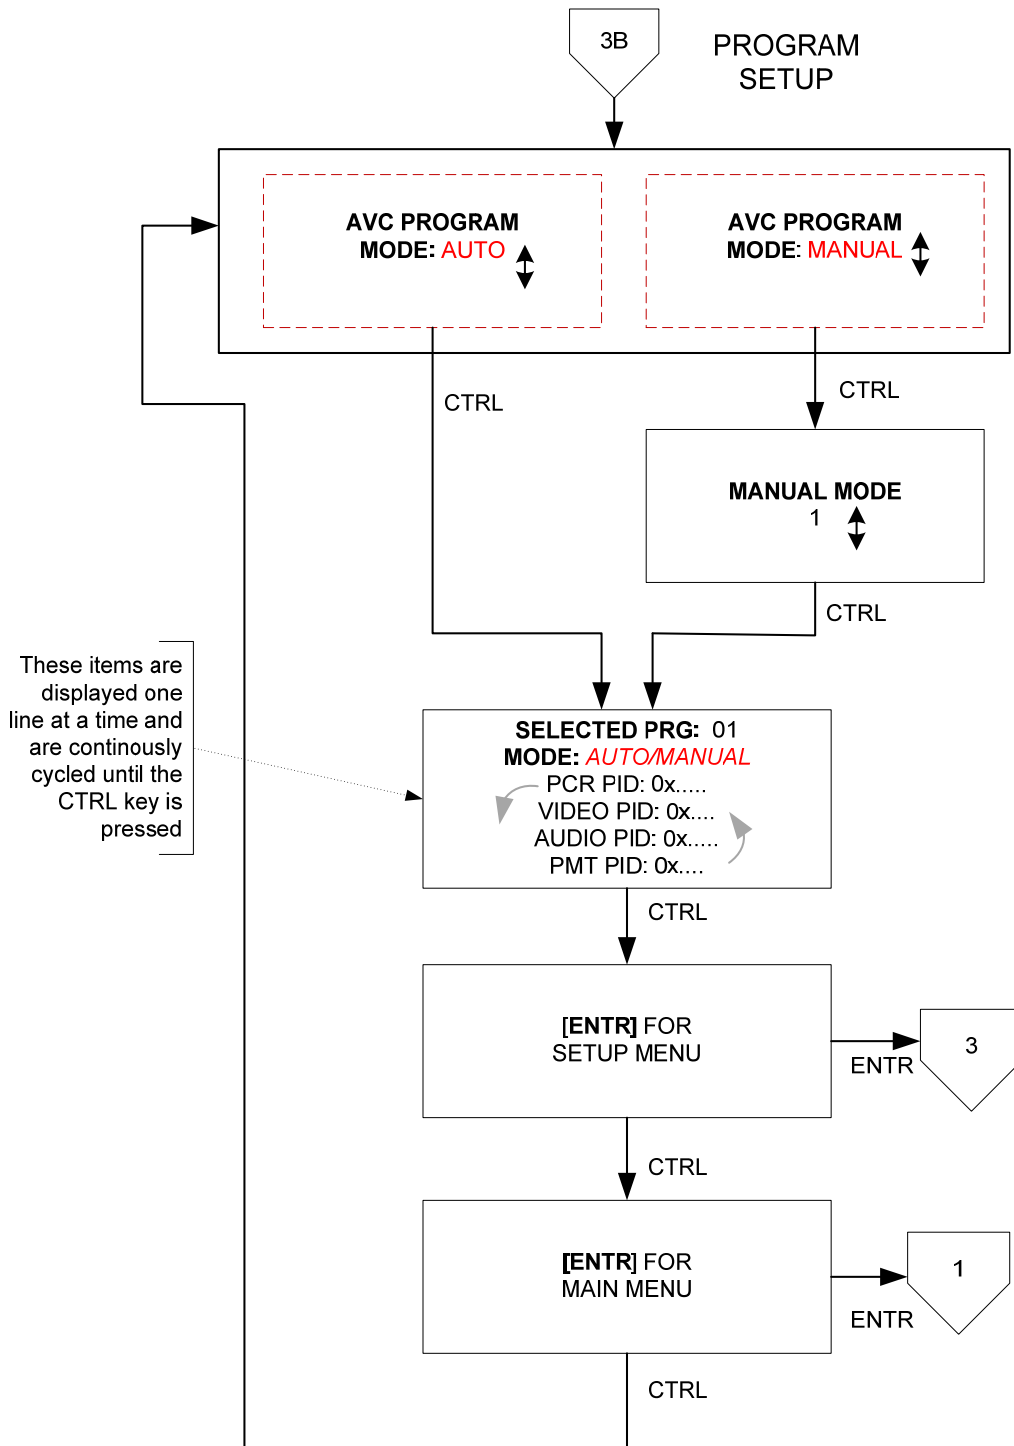 3B
PROGRAM
SETUP
AVC PROGRAM
MODE: AUTO
AVC PROGRAM
MODE: MANUAL
CTRL
CTRL
MANUAL MODE
1
CTRL
These items are
displayed one
line at a time and
are continously
cycled until the
CTRL key is
pressed
SELECTED PRG: 01
MODE: AUTO/MANUAL
PCR PID: 0x.....
VIDEO PID: 0x....
AUDIO PID: 0x.....
PMT PID: 0x....
CTRL
[ENTR] FOR
SETUP MENU
ENTR
3
CTRL
[ENTR] FOR
MAIN MENU
ENTR
1
CTRL